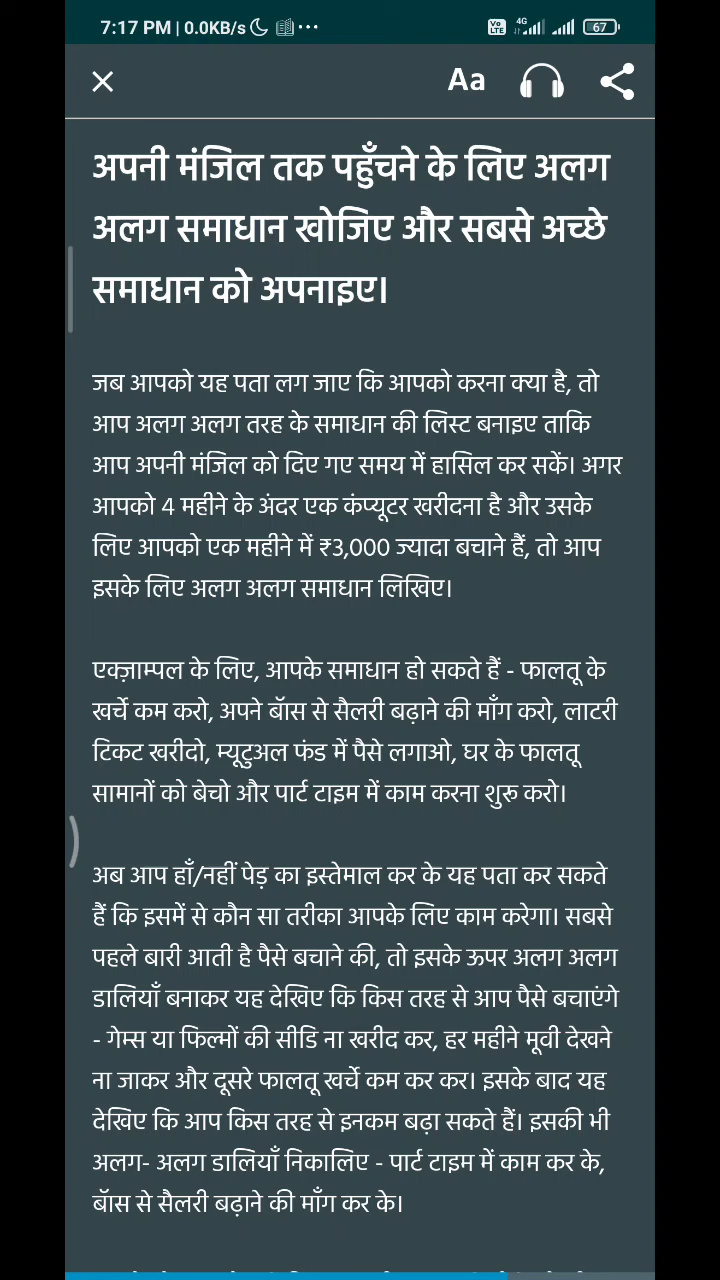 7:17 PM | 0.0KB/s
Vo LTE 4G 67
Aa
अपनी मंजिल तक पहुँचने के लिए अलग
अलग समाधान खोजिए और सबसे अच्छे
समाधान को अपनाइए।
जब आपको यह पता लग जाए कि आपको करना क्या है, तो
आप अलग अलग तरह के समाधान की लिस्ट बनाइए ताकि
आप अपनी मंजिल को दिए गए समय में हासिल कर सकें। अगर
आपको 4 महीने के अंदर एक कंप्यूटर खरीदना है और उसके
लिए आपको एक महीने में ₹3,000 ज्यादा बचाने हैं, तो आप
इसके लिए अलग अलग समाधान लिखिए।
एक्ज़ाम्पल के लिए, आपके समाधान हो सकते हैं - फालतू के
खर्चे कम करो, अपने बॅास से सैलरी बढ़ाने की माँग करो, लाटरी
टिकट खरीदो, म्यूटुअल फंड में पैसे लगाओ, घर के फालतू
सामानों को बेचो और पार्ट टाइम में काम करना शुरू करो।
अब आप हाँ/नहीं पेड़ का इस्तेमाल कर के यह पता कर सकते
हैं कि इसमें से कौन सा तरीका आपके लिए काम करेगा। सबसे
पहले बारी आती है पैसे बचाने की, तो इसके ऊपर अलग अलग
डालियाँ बनाकर यह देखिए कि किस तरह से आप पैसे बचाएंगे
- गेम्स या फिल्मों की सीडि ना खरीद कर, हर महीने मूवी देखने
ना जाकर और दूसरे फालतू खर्चे कम कर कर। इसके बाद यह
देखिए कि आप किस तरह से इनकम बढ़ा सकते हैं। इसकी भी
अलग- अलग डालियाँ निकालिए - पार्ट टाइम में काम कर के,
बॅास से सैलरी बढ़ाने की माँग कर के।